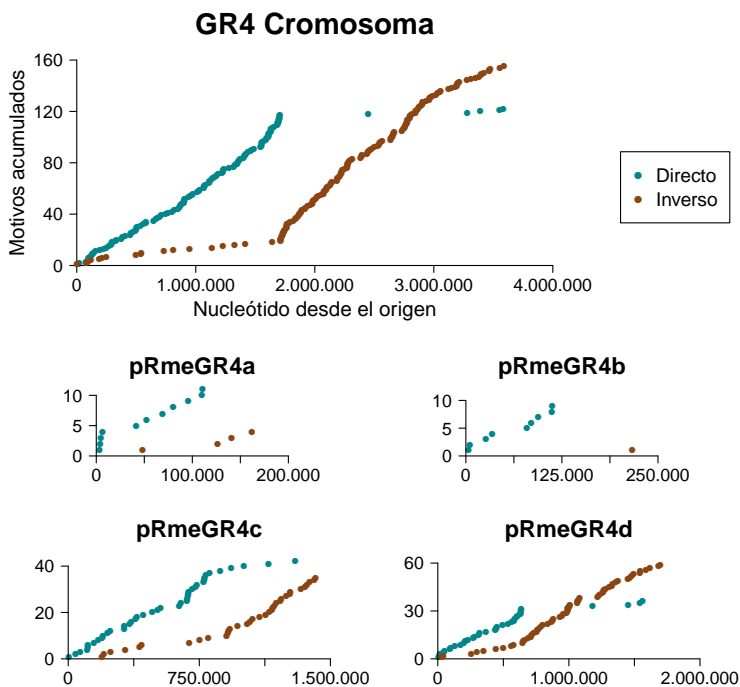 GR4 Cromosoma
Motivos acumulados
160
120
80
40
0
0 1.000.000 2.000.000 3.000.000 4.000.000
Nucleótido desde el origen
Directo
Inverso
pRmeGR4a
10
5
0
0 100.000 200.000
pRmeGR4b
10
5
0
0 125.000 250.000
pRmeGR4c
40
20
0
0 750.000 1.500.000
pRmeGR4d
60
30
0
0 1.000.000 2.000.000